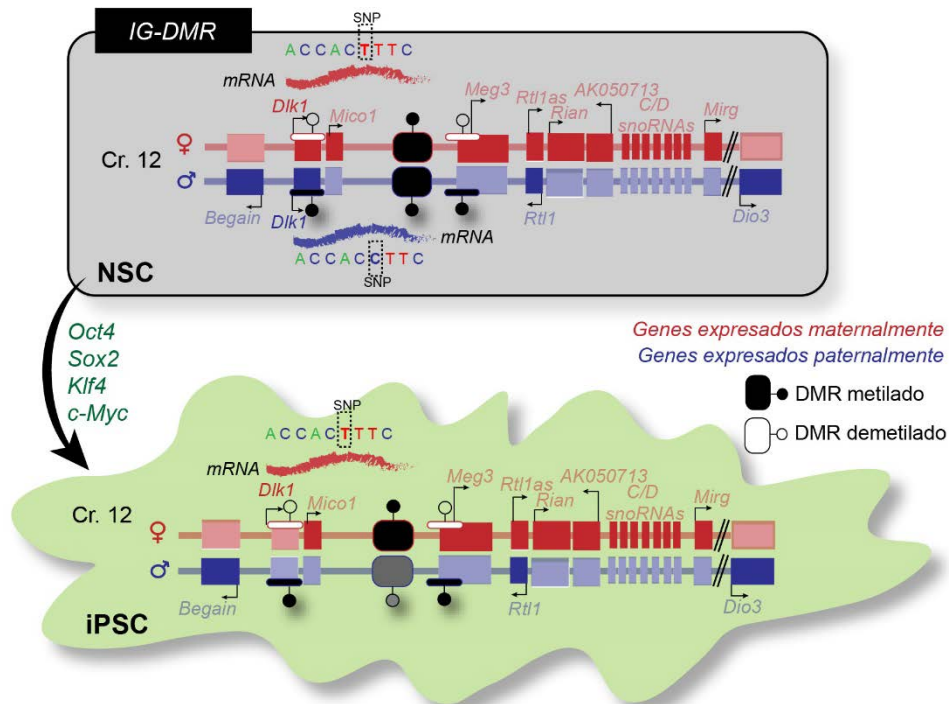 IG-DMR
SNP
ACCACTTTC
mRNA
Meg3
AK050713
Rtl1as
C/D
Dlk1
Mico1
Rian
snoRNAs
Mirg
♀
Cr. 12
♂
Begain
Dlk1
mRNA
Rtl1
Dio3
ACCACCTTC
SNP
NSC
Oct4
Sox2
Klf4
c-Myc
Genes expresados maternalmente
Genes expresados paternalmente
DMR metilado
DMR demetilado
SNP
ACCACTTTC
mRNA
Meg3
AK050713
Rtl1as
C/D
Dlk1
Mico1
Rian
snoRNAs
Mirg
Cr. 12
♀
♂
Begain
Rtl1
Dio3
iPSC